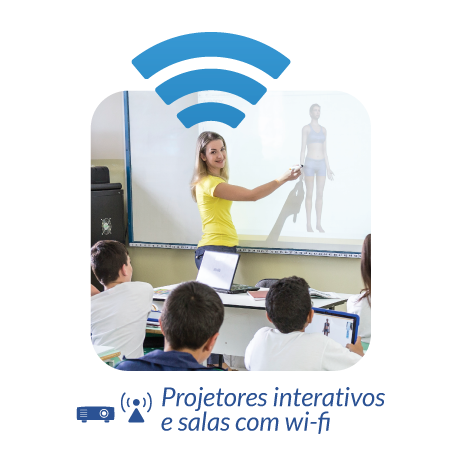 Projetores interativos
e salas com wi-fi